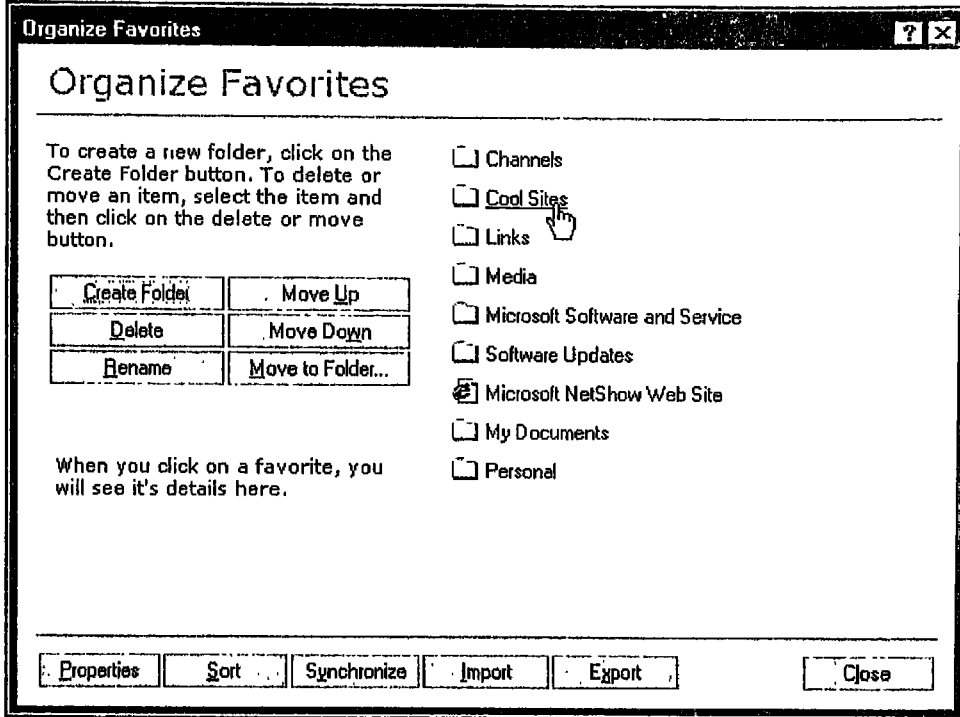 Organize Favorites
? X
Organize Favorites
To create a new folder, click on the
Create Folder button. To delete or
move an item, select the item and
then click on the delete or move
button.
Create Folder
Move Up
Delete
Move Down
Rename
Move to Folder...
When you click on a favorite, you
will see it's details here.
Channels
Cool Sites
Links
Media
Microsoft Software and Service
Software Updates
Microsoft NetShow Web Site
My Documents
Personal
Properties
Sort
Synchronize
Import
Export
Close